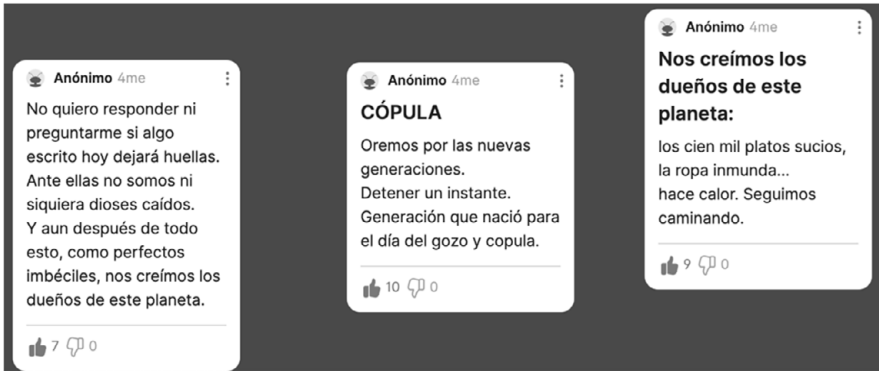 Anónimo 4me
No quiero responder ni
preguntarme si algo
escrito hoy dejará huellas.
Ante ellas no somos ni
siquiera dioses caídos.
Y aun después de todo
esto, como perfectos
imbéciles, nos creímos los
dueños de este planeta.
7 0
Anónimo 4me
CÓPULA
Oremos por las nuevas
generaciones.
Detener un instante.
Generación que nació para
el día del gozo y copula.
10 0
Anónimo 4me
Nos creímos los
dueños de este
planeta:
los cien mil platos sucios,
la ropa inmunda...
hace calor. Seguimos
caminando.
9 0